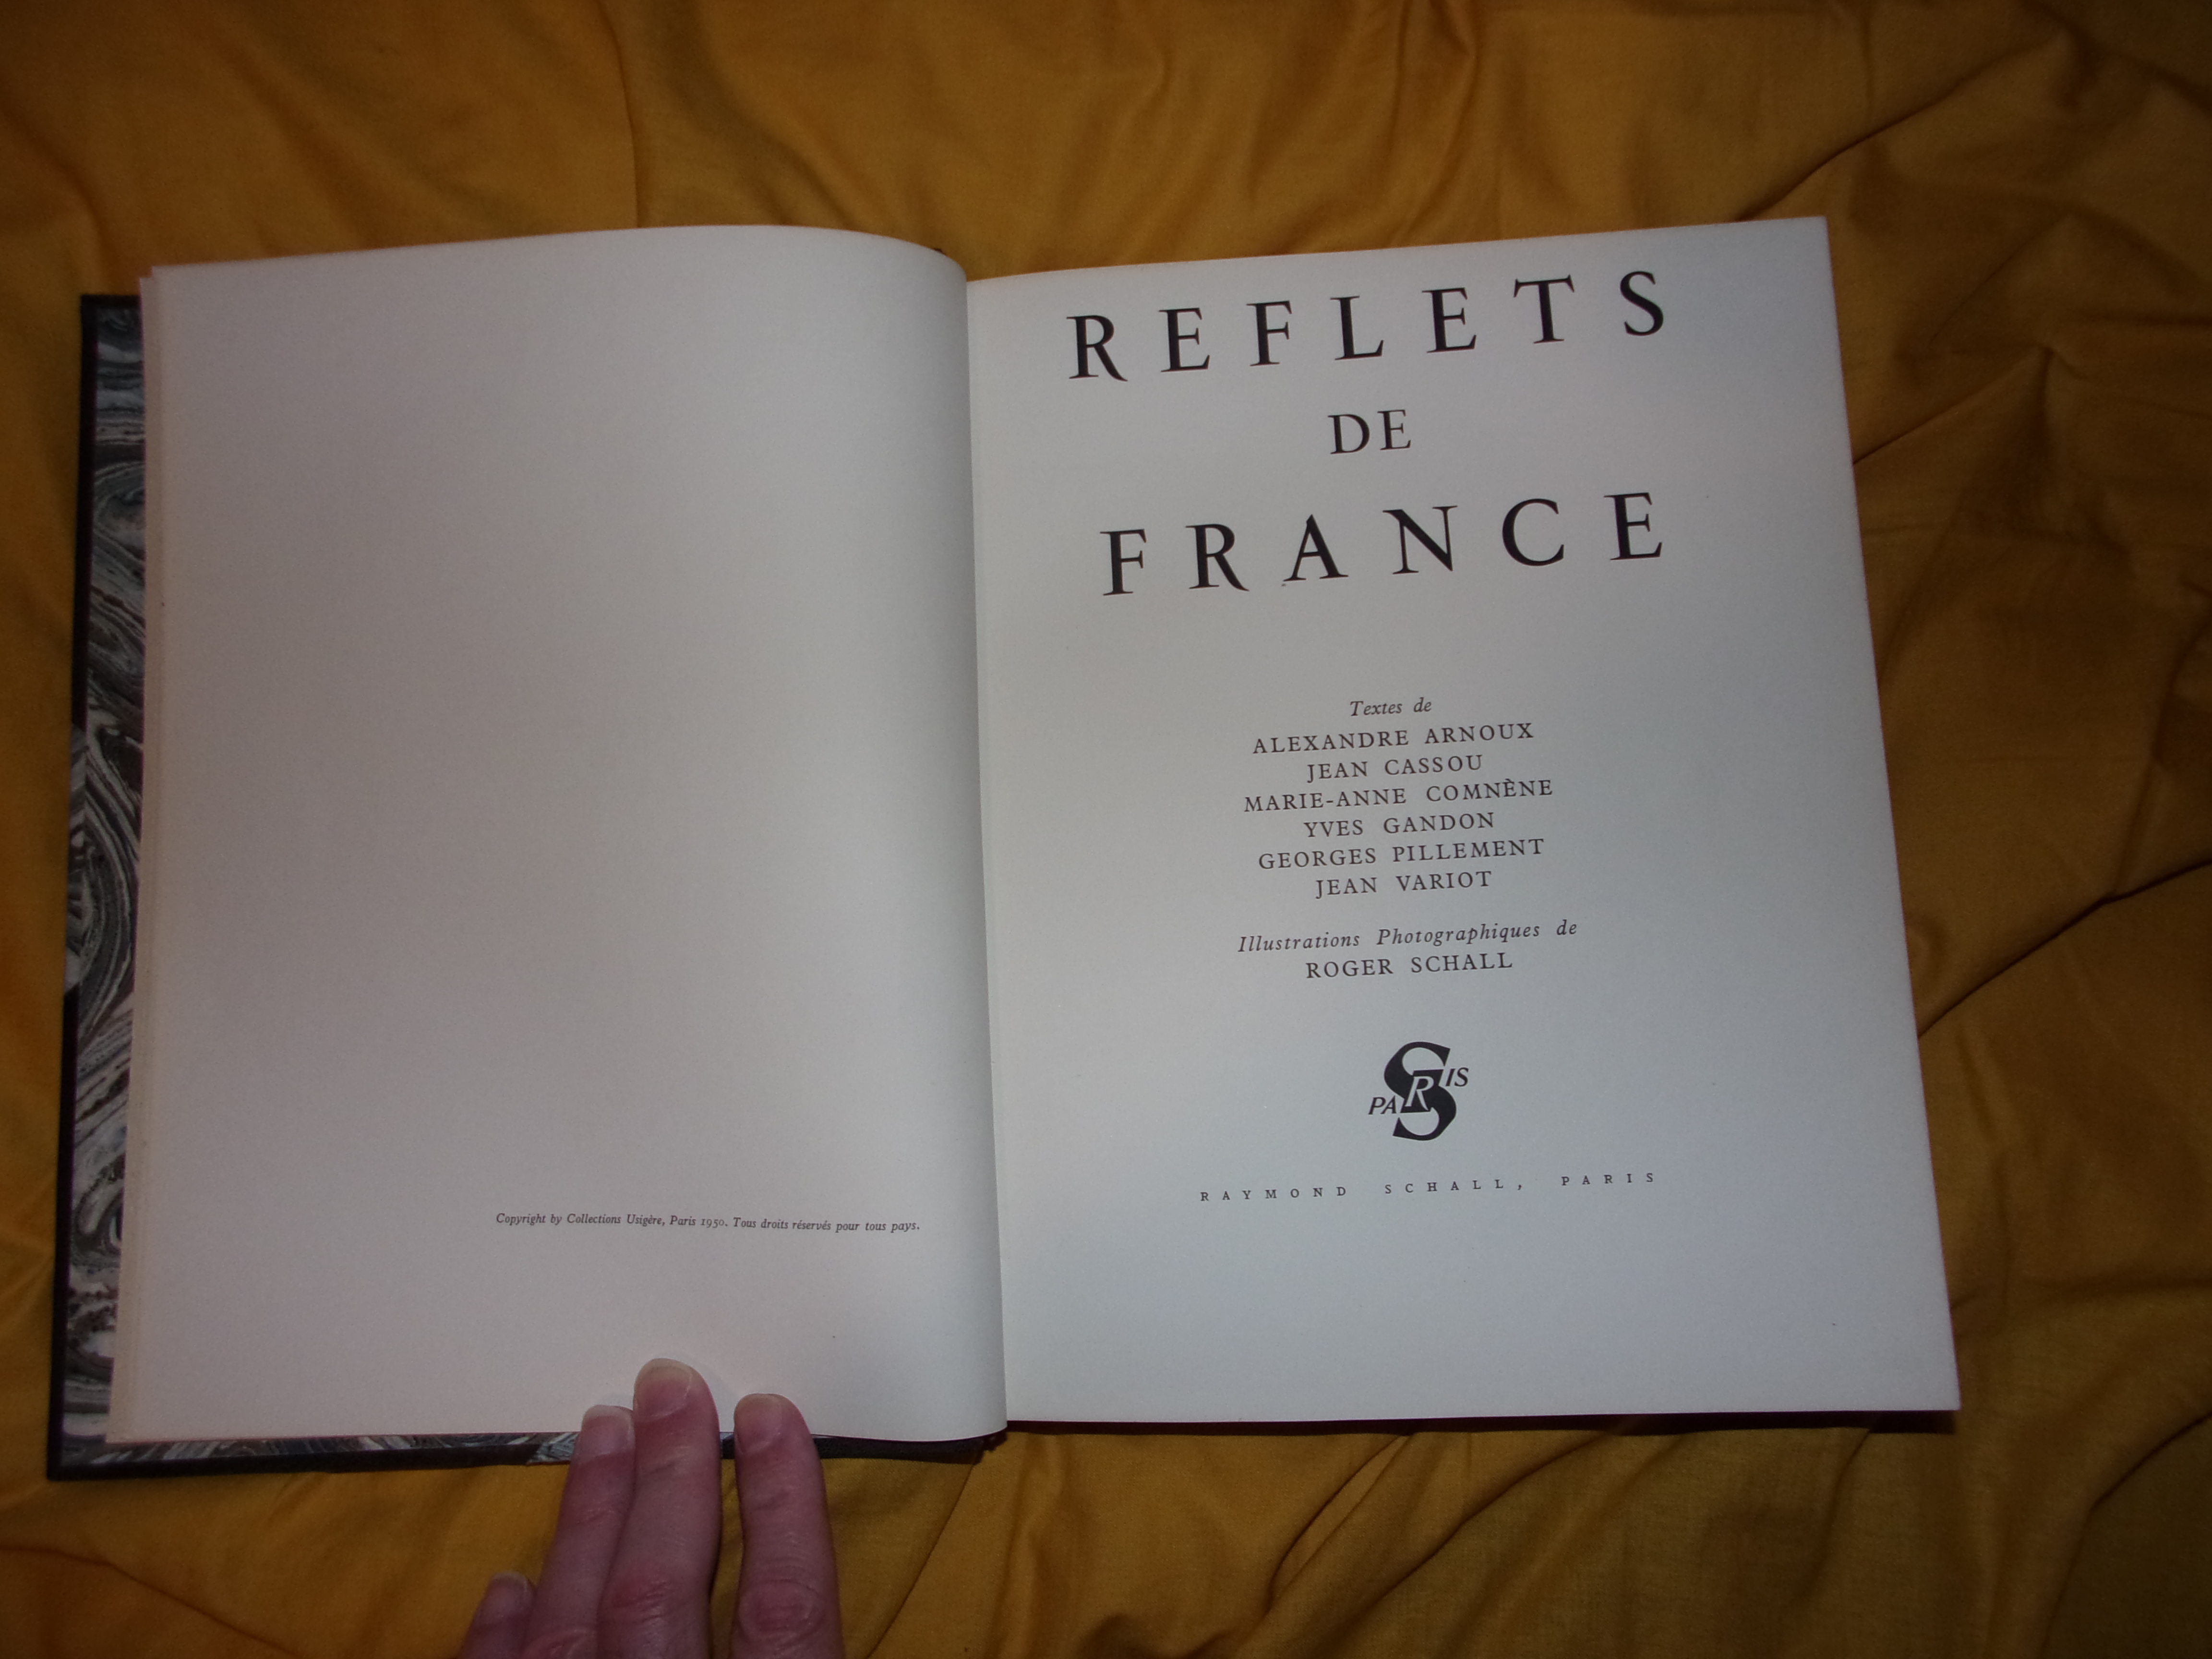 Copyright by Collections Usigère, Paris 1950. Tous droits réservés pour tous pays.
REFLETS
DE
FRANCE
Textes de
ALEXANDRE ARNOUX
JEAN CASSOU
MARIE-ANNE COMNÈNE
YVES GANDON
GEORGES PILLEMENT
JEAN VARIOT
Illustrations Photographiques de
ROGER SCHALL
PARIS
S
RAYMOND SCHALL, PARIS